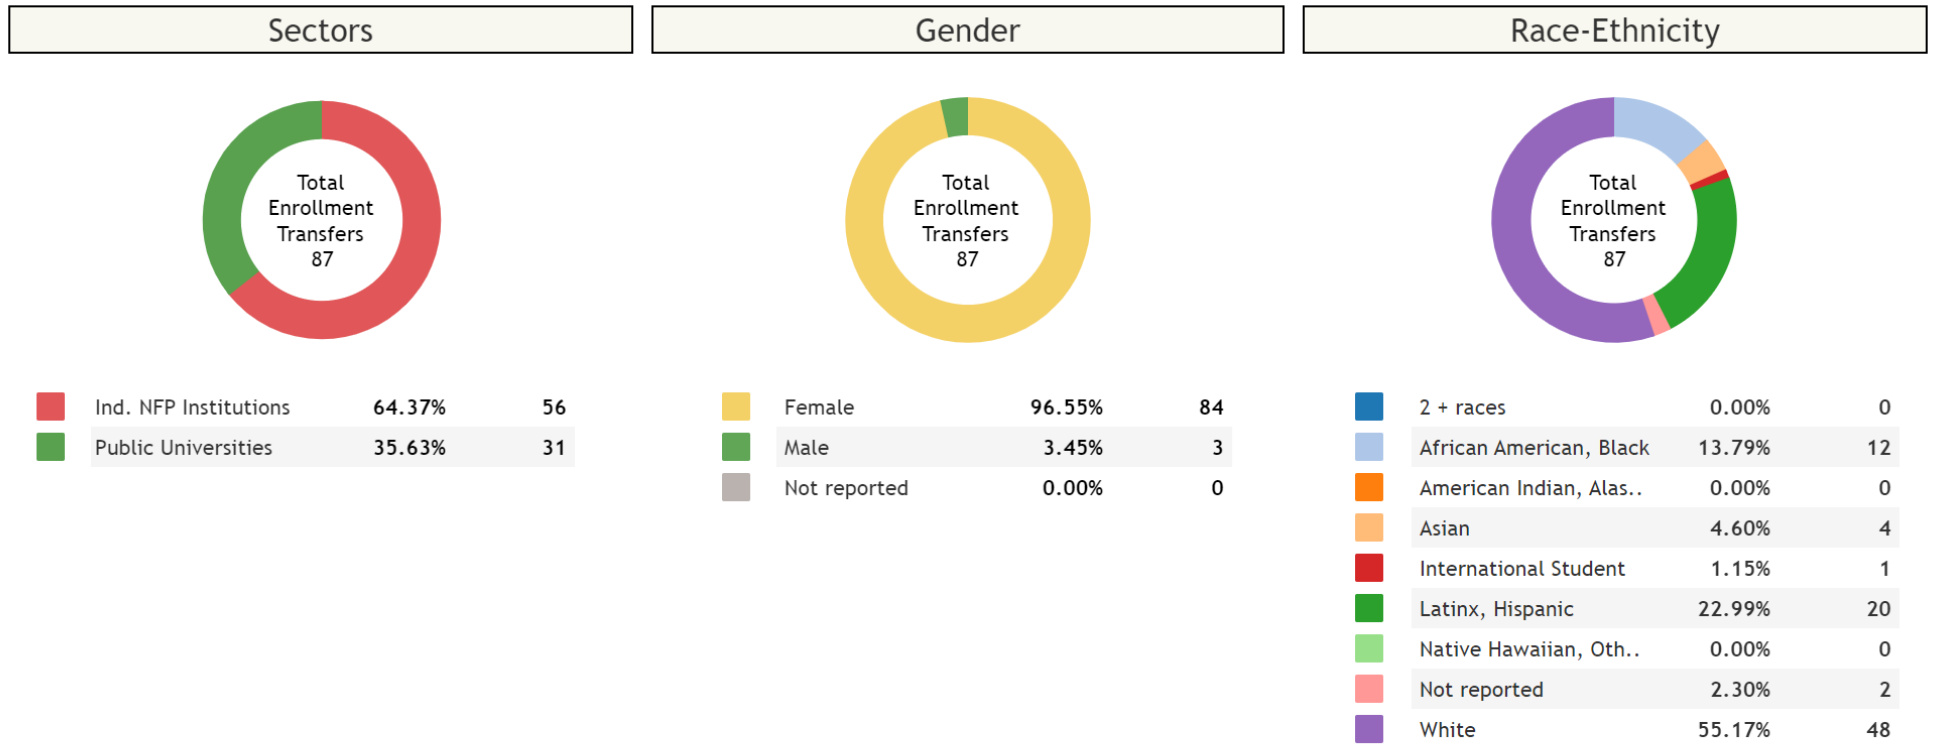 Sectors
Total
Enrollment
Transfers
87
Ind. NFP Institutions 64.37% 56
Public Universities 35.63% 31
Gender
Total
Enrollment
Transfers
87
Female 96.55% 84
Male 3.45% 3
Not reported 0.00% 0
Race-Ethnicity
Total
Enrollment
Transfers
87
2 + races 0.00% 0
African American, Black 13.79% 12
American Indian, Alas.. 0.00% 0
Asian 4.60% 4
International Student 1.15% 1
Latinx, Hispanic 22.99% 20
Native Hawaiian, Oth.. 0.00% 0
Not reported 2.30% 2
White 55.17% 48